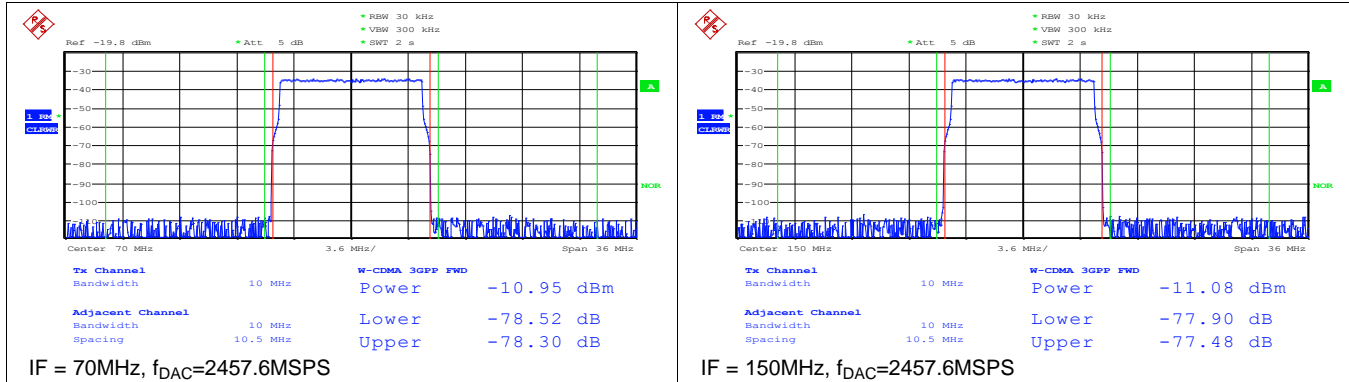 R S
* RBW 30 kHz
* VBW 300 kHz
Ref -19.8 dBm * Att 5 dB * SWT 2 s
-30
-40
-50
-60
-70
-80
-90
-100
-110
A
1 RM *
CLRWR
NOR
Center 70 MHz 3.6 MHz/ Span 36 MHz
Tx Channel W-CDMA 3GPP FWD
Bandwidth 10 MHz Power -10.95 dBm
Adjacent Channel
Bandwidth 10 MHz Lower -78.52 dB
Spacing 10.5 MHz Upper -78.30 dB
IF = 70MHz, fDAC=2457.6MSPS
R S
* RBW 30 kHz
* VBW 300 kHz
Ref -19.8 dBm * Att 5 dB * SWT 2 s
-30
-40
-50
-60
-70
-80
-90
-100
-110
A
1 RM *
CLRWR
NOR
Center 150 MHz 3.6 MHz/ Span 36 MHz
Tx Channel W-CDMA 3GPP FWD
Bandwidth 10 MHz Power -11.08 dBm
Adjacent Channel
Bandwidth 10 MHz Lower -77.90 dB
Spacing 10.5 MHz Upper -77.48 dB
IF = 150MHz, fDAC=2457.6MSPS